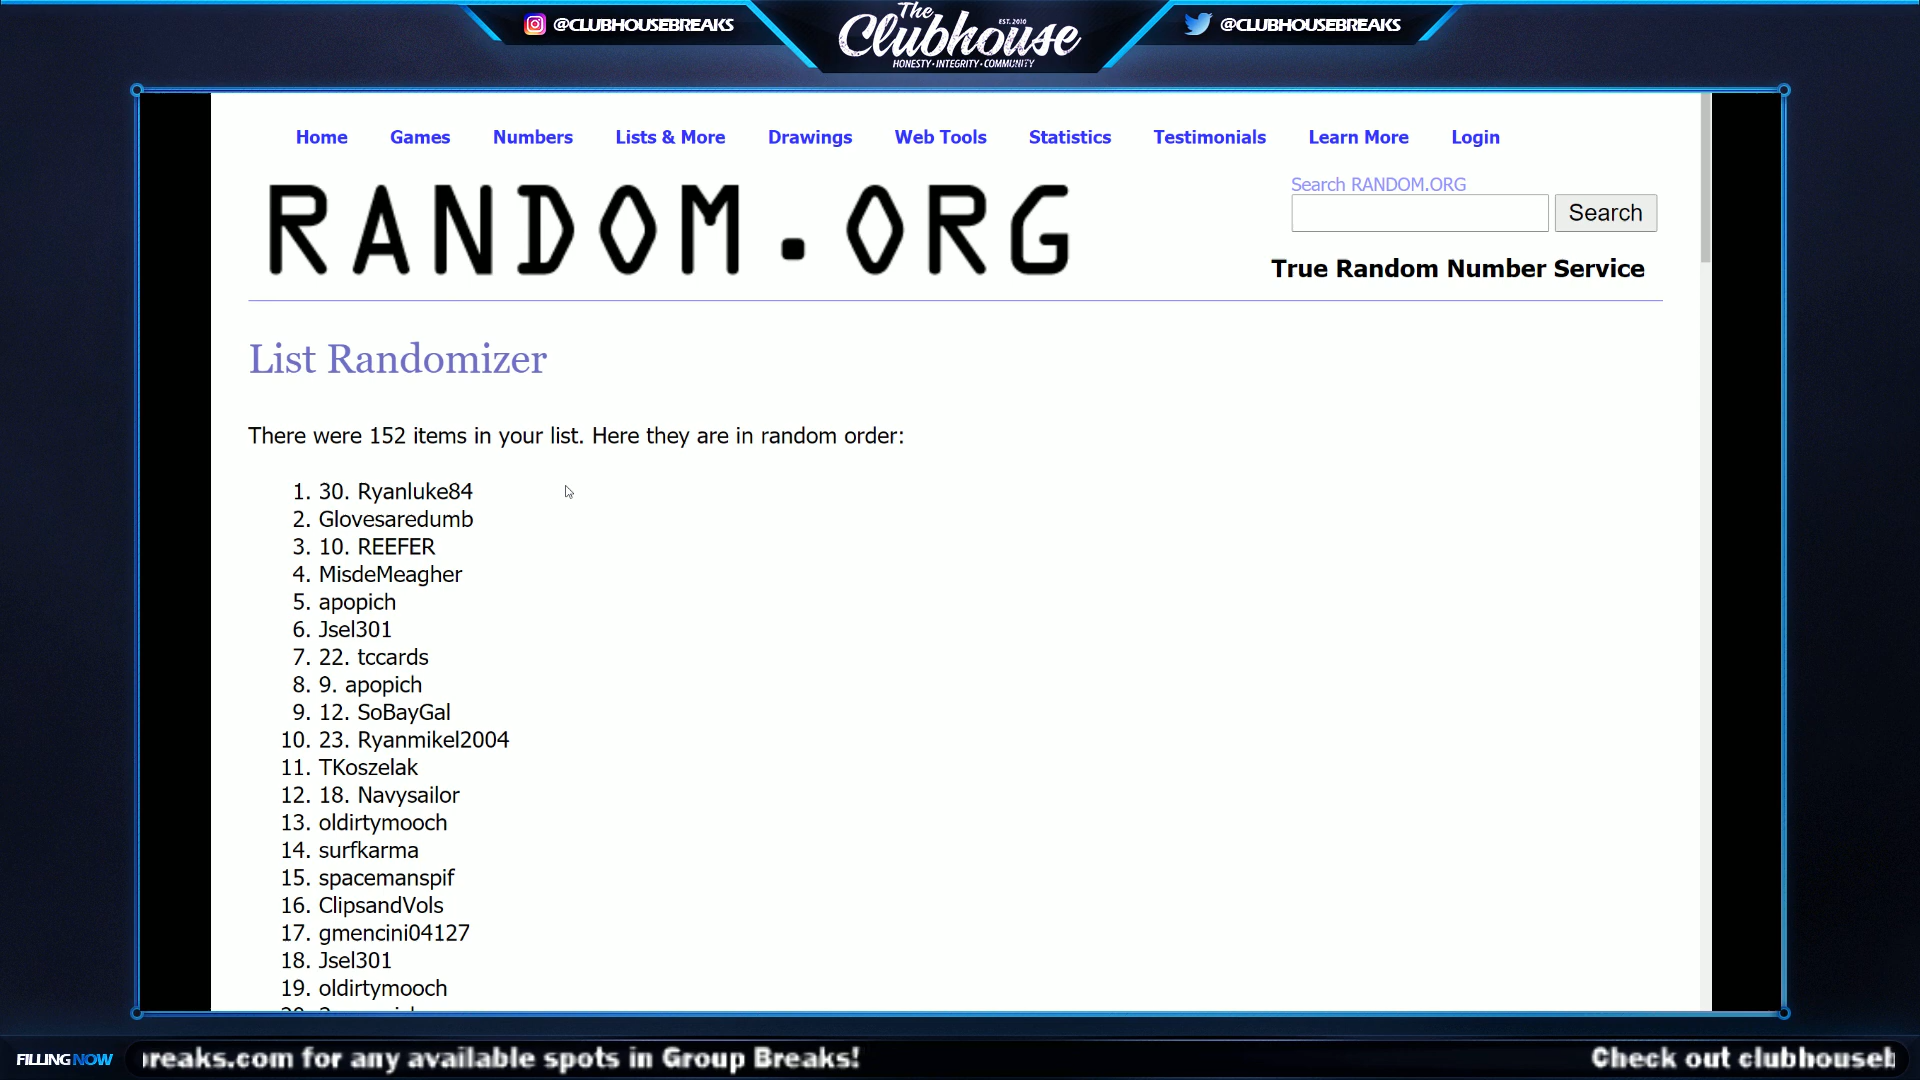 @CLUBHOUSEBREAKS
The
EST. 2010
Clubhouse
HONESTY • INTEGRITY • COMMUNITY
@CLUBHOUSEBREAKS
Home Games Numbers Lists & More Drawings Web Tools Statistics Testimonials Learn More Login
RANDOM.ORG
Search RANDOM.ORG
Search
True Random Number Service
List Randomizer
There were 152 items in your list. Here they are in random order:
1. 30. Ryanluke84
2. Glovesaredumb
3. 10. REEFER
4. MisdeMeagher
5. apopich
6. Jsel301
7. 22. tccards
8. 9. apopich
9. 12. SoBayGal
10. 23. Ryanmikel2004
11. TKoszelak
12. 18. Navysailor
13. oldirtymooch
14. surfkarma
15. spacemanspif
16. ClipsandVols
17. gmencini04127
18. Jsel301
19. oldirtymooch
FILLING NOW
breaks.com for any available spots in Group Breaks!
Check out clubhouseb